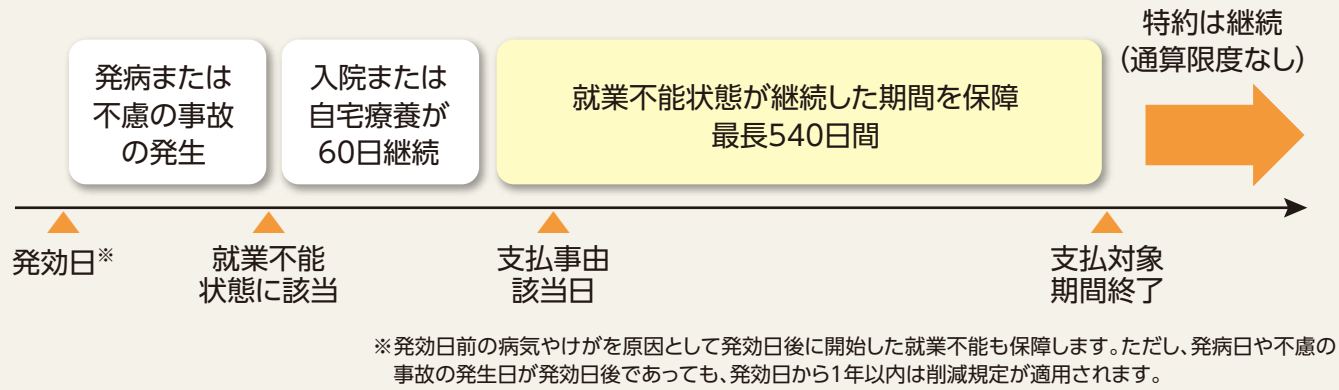 特約は継続
（通算限度なし）
発病または
不慮の事故
の発生
入院または
自宅療養が
60日継続
就業不能状態が継続した期間を保障
最長540日間
発効日※
就業不能
状態に該当
支払事由
該当日
支払対象
期間終了
※発効日前の病気やけがを原因として発効日後に開始した就業不能も保障します。ただし、発病日や不慮の
事故の発生日が発効日後であっても、発効日から1年以内は削減規定が適用されます。